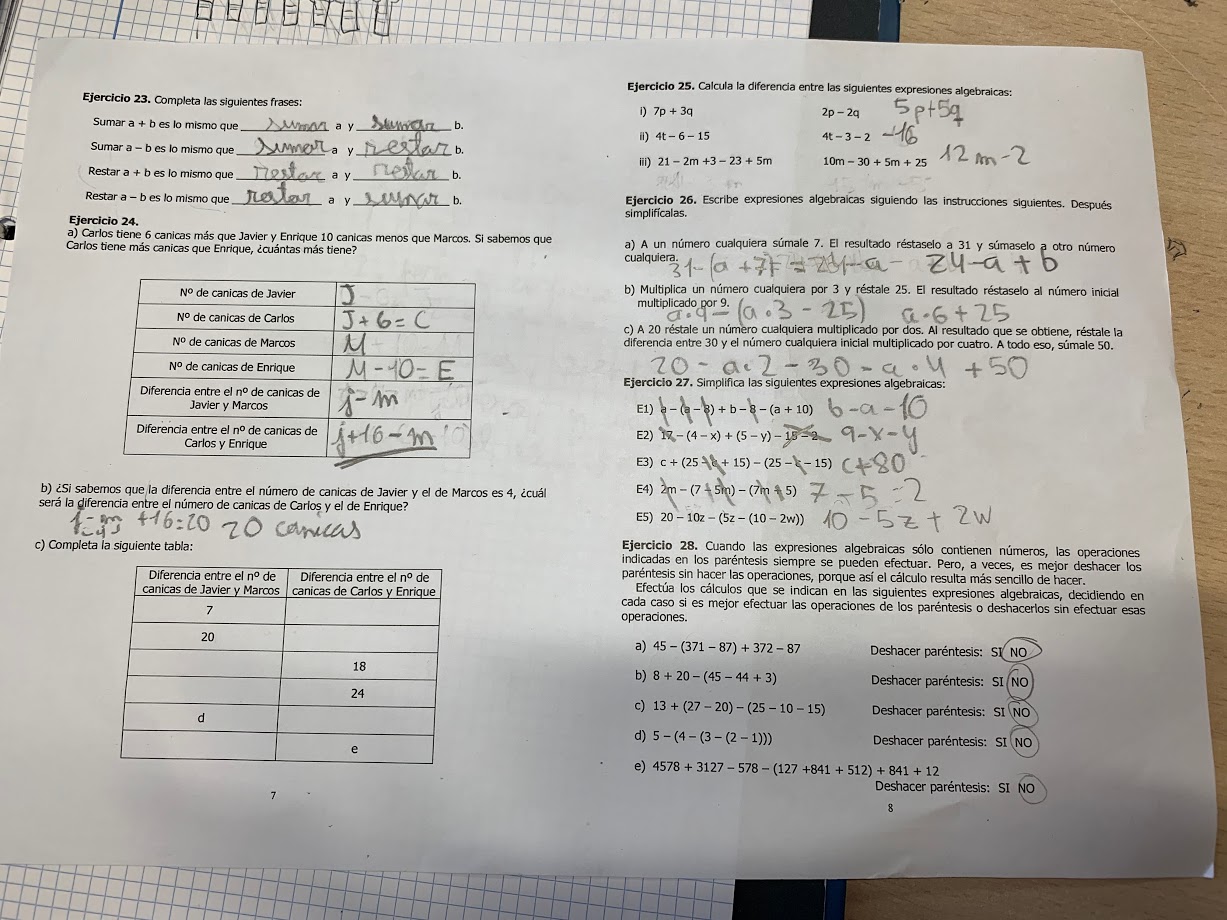 Ejercicio 23. Completa las siguientes frases:
Sumar a + b es lo mismo que sumar a y sumar b.
Sumar a – b es lo mismo que sumar a y restar b.
Restar a + b es lo mismo que restar a y restar b.
Restar a – b es lo mismo que restar a y sumar b.
Ejercicio 24.
a) Carlos tiene 6 canicas más que Javier y Enrique 10 canicas menos que Marcos. Si sabemos que
Carlos tiene más canicas que Enrique, ¿cuántas más tiene?
Nº de canicas de Javier J
Nº de canicas de Carlos J + 6 = C
Nº de canicas de Marcos M
Nº de canicas de Enrique M - 10 = E
Diferencia entre el nº de canicas de
Javier y Marcos j - m
Diferencia entre el nº de canicas de
Carlos y Enrique j + 16 - m
b) ¿Si sabemos que la diferencia entre el número de canicas de Javier y el de Marcos es 4, ¿cuál
será la diferencia entre el número de canicas de Carlos y el de Enrique?
j - m + 16 = 20 20 canicas
c) Completa la siguiente tabla:
Diferencia entre el nº de
canicas de Javier y Marcos
Diferencia entre el nº de
canicas de Carlos y Enrique
7
20
18
24
d
e
7
Ejercicio 25. Calcula la diferencia entre las siguientes expresiones algebraicas:
i) 7p + 3q 2p – 2q 5p+5q
ii) 4t – 6 – 15 4t – 3 – 2 -16
iii) 21 – 2m +3 – 23 + 5m 10m – 30 + 5m + 25 12m-2
Ejercicio 26. Escribe expresiones algebraicas siguiendo las instrucciones siguientes. Después
simplifícalas.
a) A un número cualquiera súmale 7. El resultado réstaselo a 31 y súmaselo a otro número
cualquiera.
31-(a+7) = 24-a- 24-a+b
b) Multiplica un número cualquiera por 3 y réstale 25. El resultado réstaselo al número inicial
multiplicado por 9. a·9-(a·3-25) a·6+25
c) A 20 réstale un número cualquiera multiplicado por dos. Al resultado que se obtiene, réstale la
diferencia entre 30 y el número cualquiera inicial multiplicado por cuatro. A todo eso, súmale 50.
20 - a·2 - 30 - a·4 + 50
Ejercicio 27. Simplifica las siguientes expresiones algebraicas:
E1) a – (a – 8) + b – 8 – (a + 10) b-a-10
E2) 17 – (4 – x) + (5 – y) – 15 – 2 9-x-y
E3) c + (25 – c + 15) – (25 – c – 15) c+80
E4) 2m – (7 + 5m) – (7m + 5) 7 - 5 = 2
E5) 20 – 10z – (5z – (10 – 2w)) 10 - 5z + 2w
Ejercicio 28. Cuando las expresiones algebraicas sólo contienen números, las operaciones
indicadas en los paréntesis siempre se pueden efectuar. Pero, a veces, es mejor deshacer los
paréntesis sin hacer las operaciones, porque así el cálculo resulta más sencillo de hacer.
Efectúa los cálculos que se indican en las siguientes expresiones algebraicas, decidiendo en
cada caso si es mejor efectuar las operaciones de los paréntesis o deshacerlos sin efectuar esas
operaciones.
a) 45 – (371 – 87) + 372 – 87 Deshacer paréntesis: SI NO
b) 8 + 20 – (45 – 44 + 3) Deshacer paréntesis: SI NO
c) 13 + (27 – 20) – (25 – 10 – 15) Deshacer paréntesis: SI NO
d) 5 – (4 – (3 – (2 – 1))) Deshacer paréntesis: SI NO
e) 4578 + 3127 – 578 – (127 +841 + 512) + 841 + 12
Deshacer paréntesis: SI NO
8